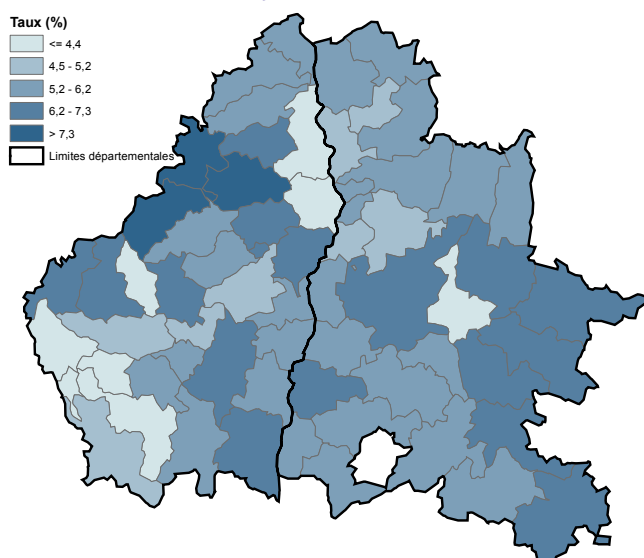 Taux (%)
<= 4,4
4,5 - 5,2
5,2 - 6,2
6,2 - 7,3
> 7,3
Limites départementales